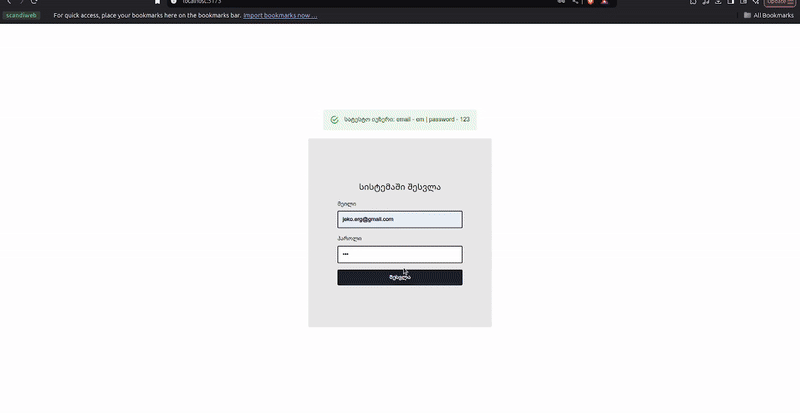 localhost:5173
Update
scandiweb
For quick access, place your bookmarks here on the bookmarks bar. Import bookmarks now ...
All Bookmarks
სატესტო იუზერი: email - em | password - 123
სისტემაში შესვლა
მეილი
jeko.erg@gmail.com
პაროლი
•••
შესვლა